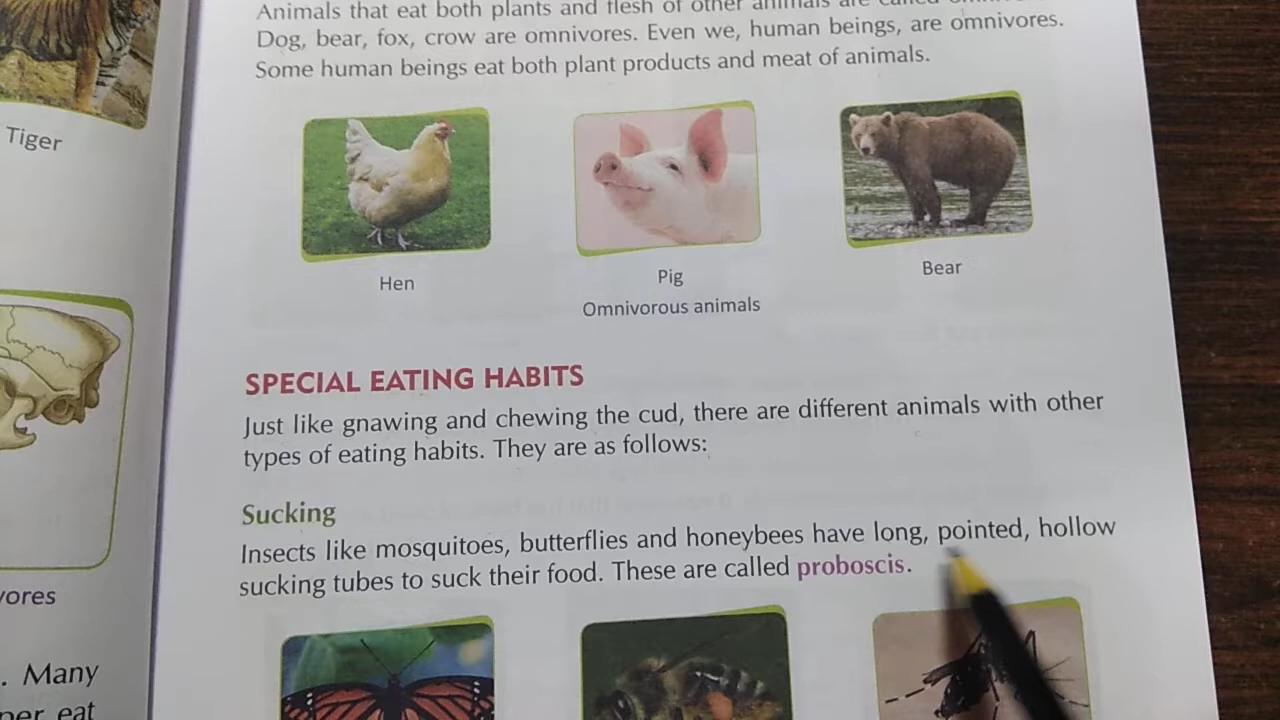 Tiger
vores
. Many
per eat
Animals that eat both plants and flesh of other animals are called
Dog, bear, fox, crow are omnivores. Even we, human beings, are omnivores.
Some human beings eat both plant products and meat of animals.
Hen
Pig
Bear
Omnivorous animals
SPECIAL EATING HABITS
Just like gnawing and chewing the cud, there are different animals with other
types of eating habits. They are as follows:
Sucking
Insects like mosquitoes, butterflies and honeybees have long, pointed, hollow
sucking tubes to suck their food. These are called proboscis.